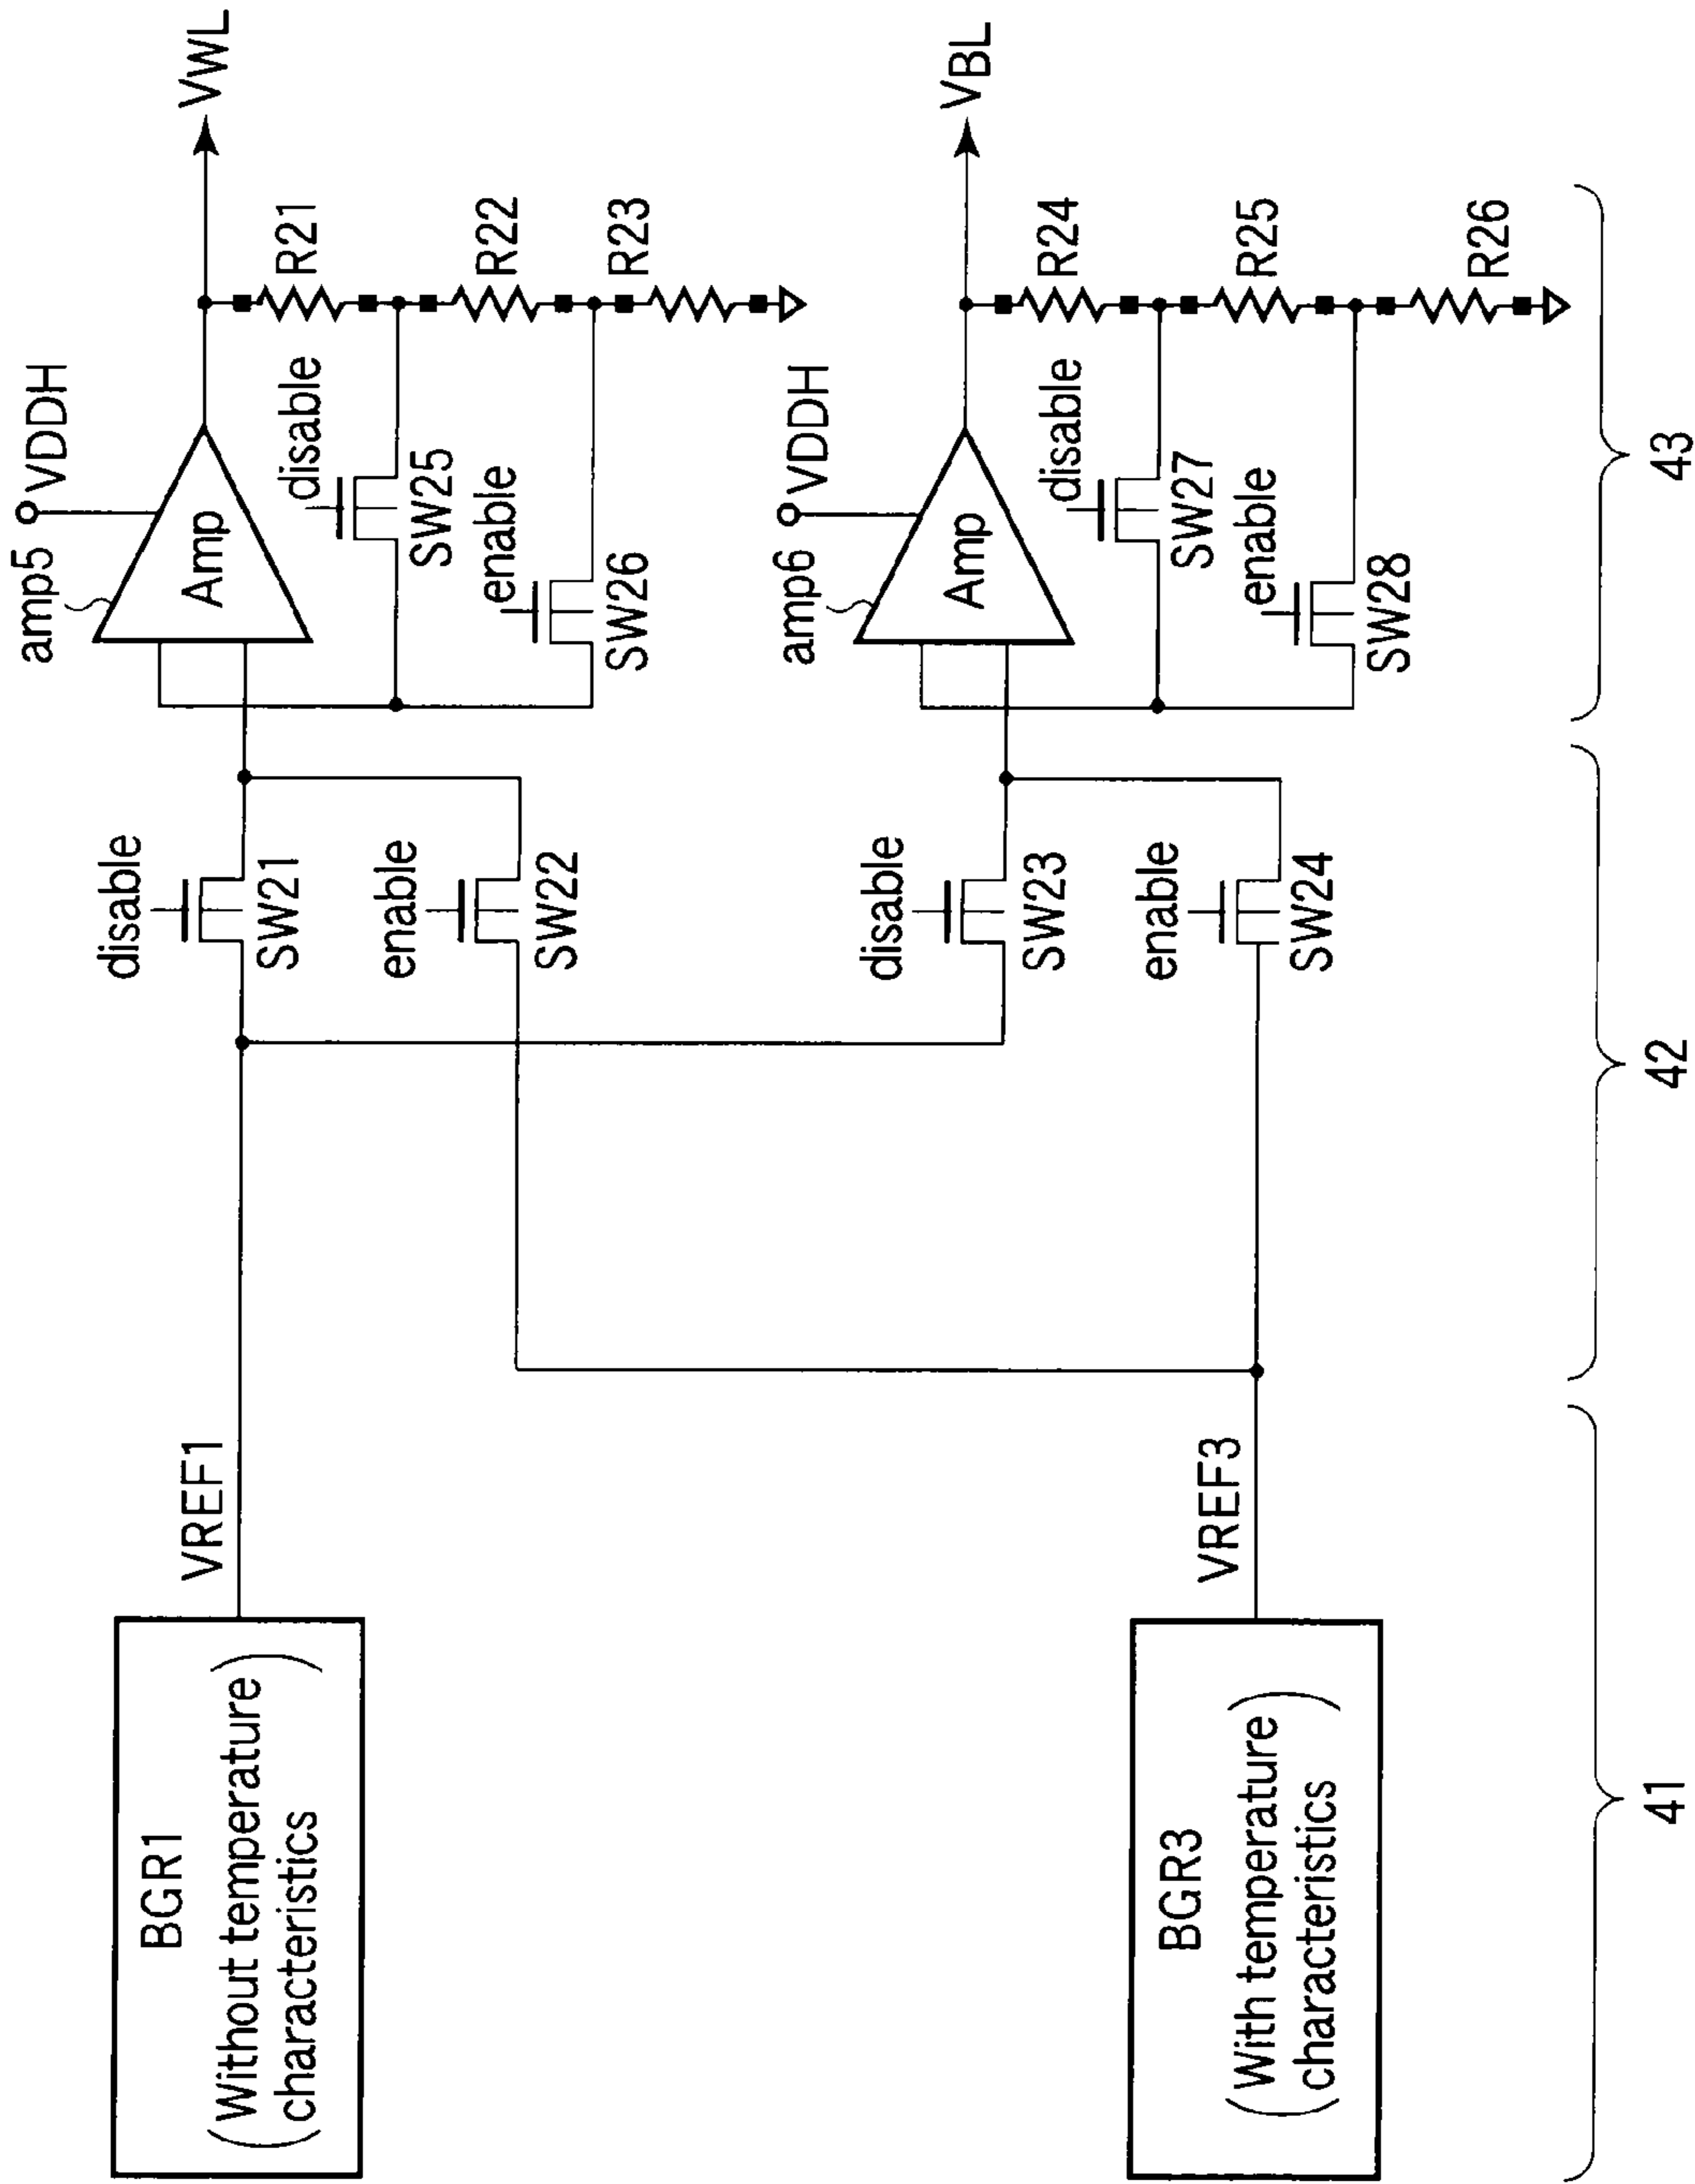 BGR1
(Without temperature
characteristics)
VREF1
disable
SW21
enable
SW22
amp5
VDDH
Amp
disable
SW25
enable
SW26
VWL
R21
R22
R23
BGR3
(With temperature
characteristics)
VREF3
disable
SW23
enable
SW24
amp6
VDDH
Amp
disable
SW27
enable
SW28
VBL
R24
R25
R26
41
42
43